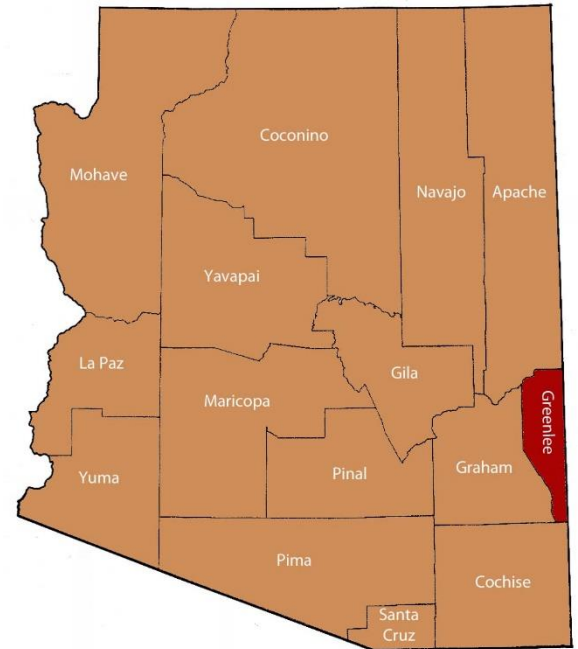 Coconino
Mohave
Navajo
Apache
Yavapai
La Paz
Gila
Maricopa
Greenlee
Yuma
Pinal
Graham
Pima
Cochise
Santa
Cruz